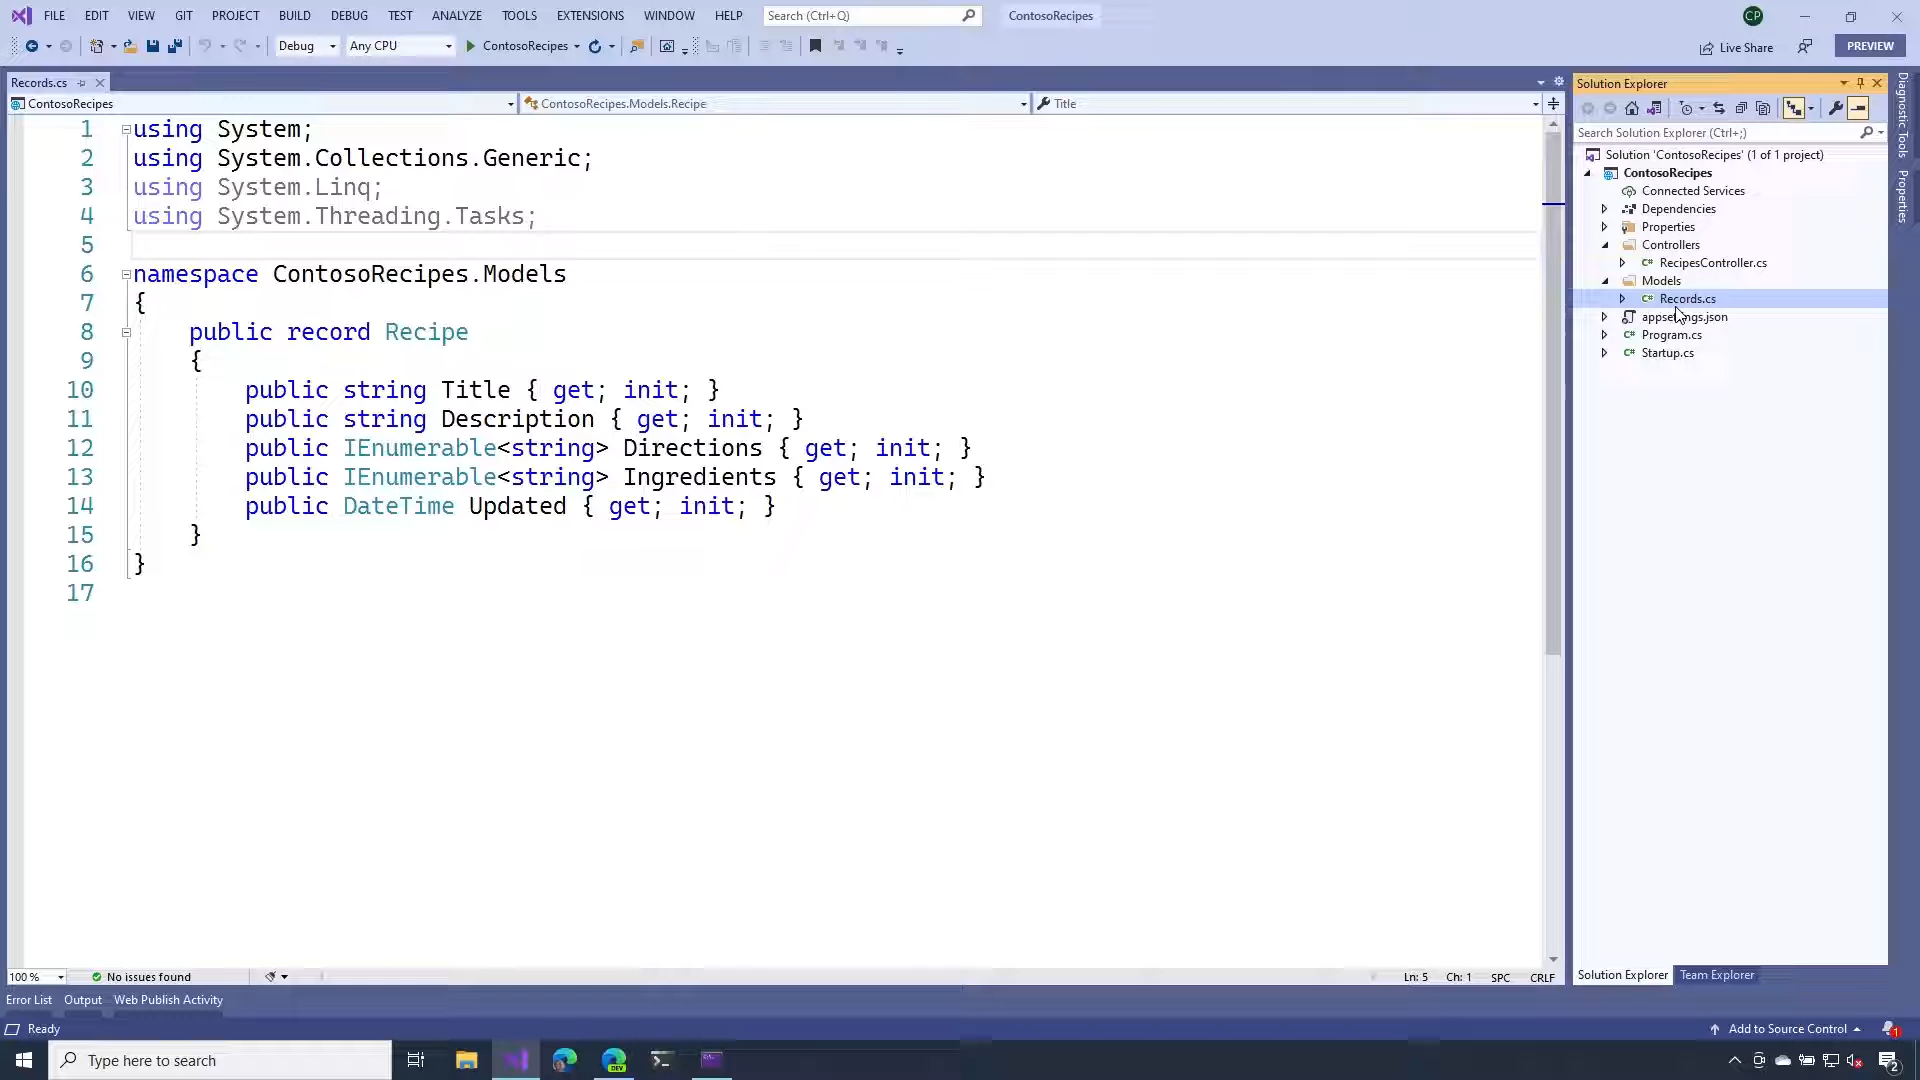 FILE EDIT VIEW GIT PROJECT BUILD DEBUG TEST ANALYZE TOOLS EXTENSIONS WINDOW HELP Search (Ctrl+Q) ContosoRecipes CP
Debug Any CPU ContosoRecipes Live Share PREVIEW
Records.cs
ContosoRecipes ContosoRecipes.Models.Recipe Title
1 using System;
2 using System.Collections.Generic;
3 using System.Linq;
4 using System.Threading.Tasks;
5
6 namespace ContosoRecipes.Models
7 {
8 public record Recipe
9 {
10 public string Title { get; init; }
11 public string Description { get; init; }
12 public IEnumerable<string> Directions { get; init; }
13 public IEnumerable<string> Ingredients { get; init; }
14 public DateTime Updated { get; init; }
15 }
16 }
17
Solution Explorer
Search Solution Explorer (Ctrl+;)
Solution 'ContosoRecipes' (1 of 1 project)
ContosoRecipes
Connected Services
Dependencies
Properties
Controllers
C# RecipesController.cs
Models
C# Records.cs
C# Program.cs
C# Startup.cs
Diagnostic Tools
Properties
100 % No issues found Ln: 5 Ch: 1 SPC CRLF
Solution Explorer Team Explorer
Error List Output Web Publish Activity
Ready Add to Source Control 1
Type here to search DEV 2